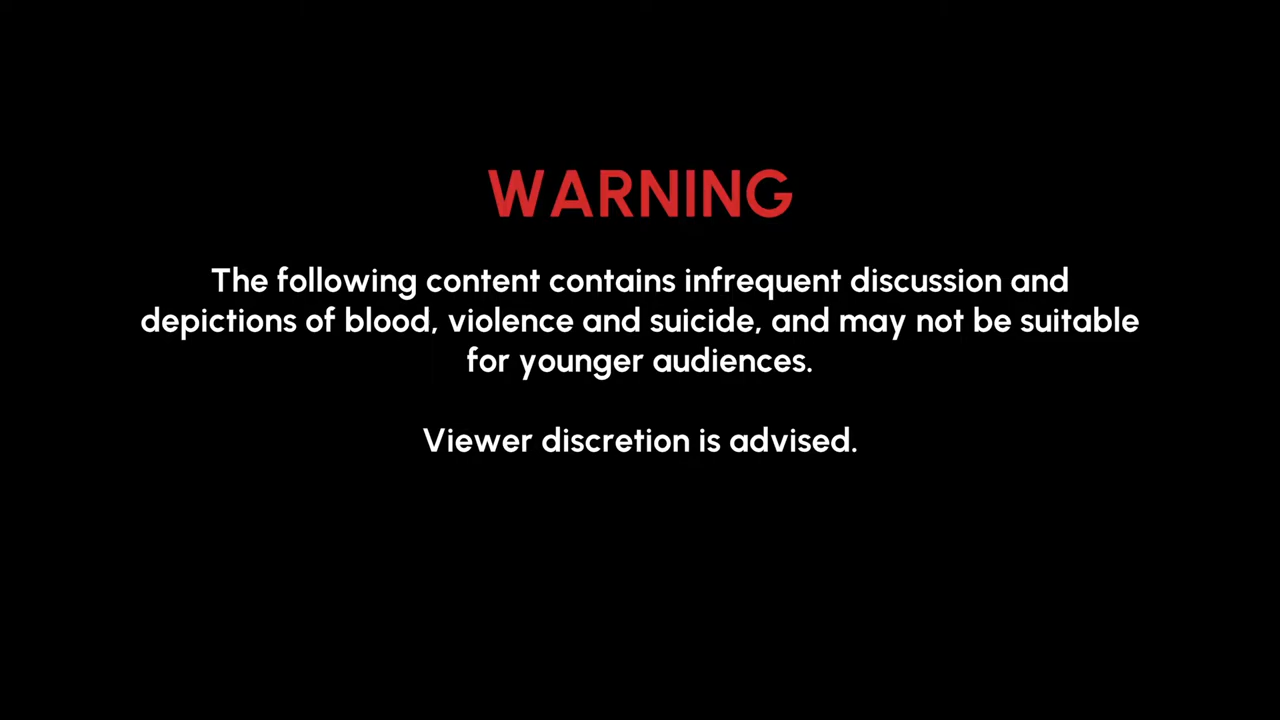 WARNING
The following content contains infrequent discussion and
depictions of blood, violence and suicide, and may not be suitable
for younger audiences.
Viewer discretion is advised.